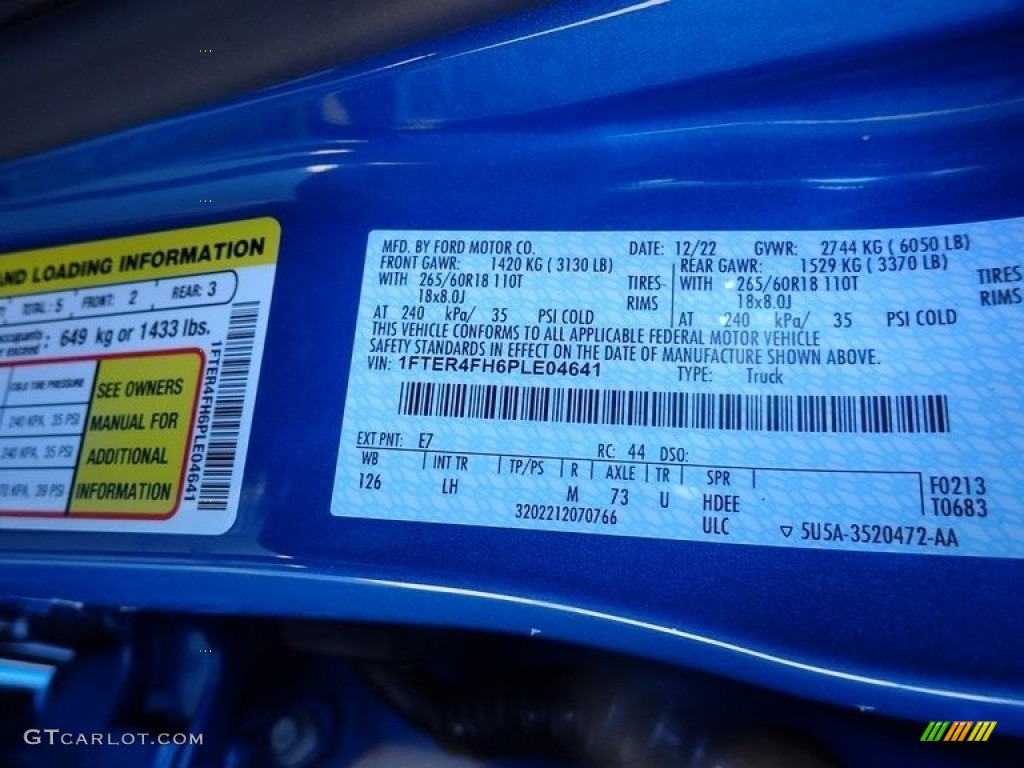 AND LOADING INFORMATION
TOTAL: 5 FRONT: 2 REAR: 3
occupants 649 kg or 1433 lbs.
COLD TIRE PRESSURE
240 KPA, 35 PSI
240 KPA, 35 PSI
39 PSI
SEE OWNERS
MANUAL FOR
ADDITIONAL
INFORMATION
1FTER4FH6PLE04641
MFD. BY FORD MOTOR CO. DATE: 12/22 GVWR: 2744 KG ( 6050 LB)
FRONT GAWR: 1420 KG ( 3130 LB) REAR GAWR: 1529 KG ( 3370 LB)
WITH 265/60R18 110T TIRES WITH 265/60R18 110T TIRES
18x8.0J RIMS 18x8.0J RIMS
AT 240 kPa/ 35 PSI COLD AT 240 kPa/ 35 PSI COLD
THIS VEHICLE CONFORMS TO ALL APPLICABLE FEDERAL MOTOR VEHICLE
SAFETY STANDARDS IN EFFECT ON THE DATE OF MANUFACTURE SHOWN ABOVE.
VIN: 1FTER4FH6PLE04641 TYPE: Truck
EXT PNT: E7 RC: 44 DSO:
WB INT TR TP/PS R AXLE TR SPR
126 LH M 73 U HDEE
F0213
T0683
3202212070766 ULC
▽ 5U5A-3520472-AA
GTCARLOT.COM